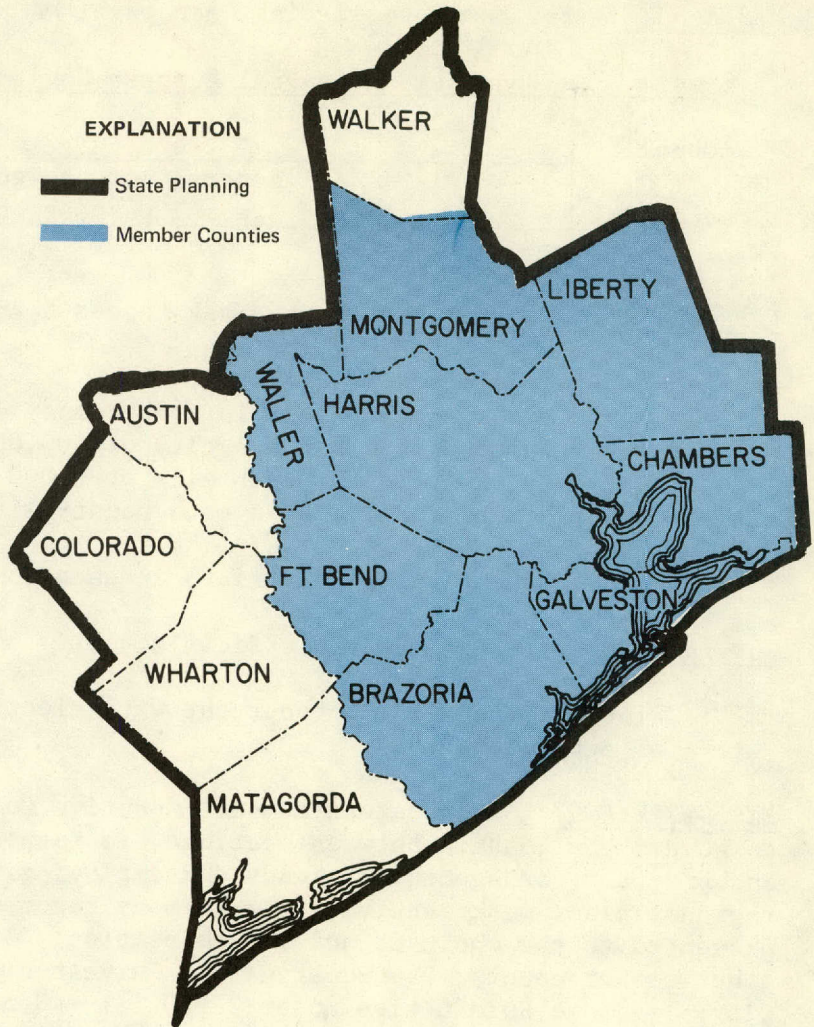 WALKER
EXPLANATION
State Planning
Member Counties
LIBERTY
MONTGOMERY
WALLER
HARRIS
AUSTIN
CHAMBERS
COLORADO
FT. BEND
GALVESTON
WHARTON
BRAZORIA
MATAGORDA